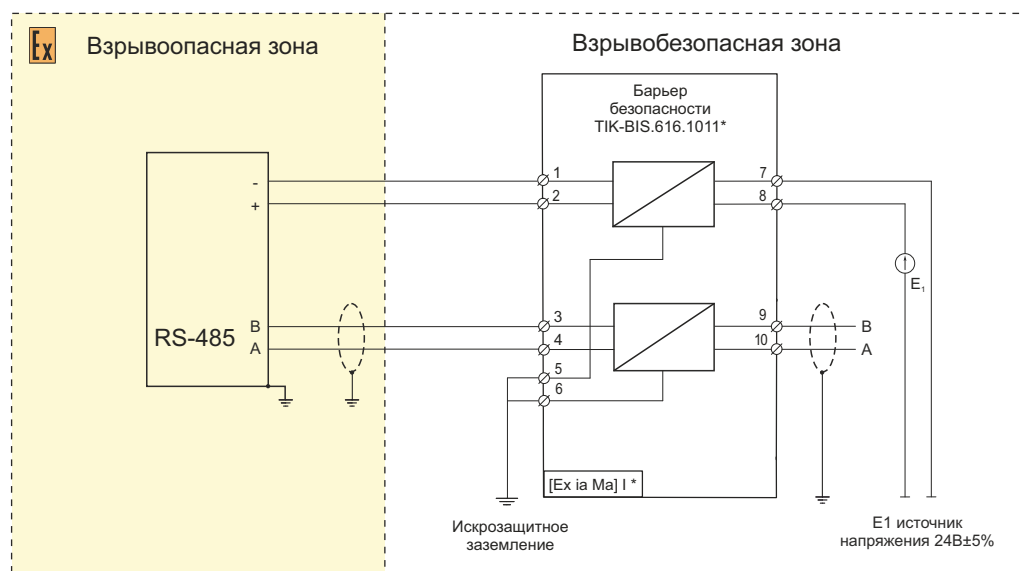 Ex
Взрывоопасная зона
Взрывобезопасная зона
Барьер
безопасности
TIK-BIS.616.1011*
-
+
B
A
RS-485
1
2
3
4
5
6
7
8
9
10
B
A
E1
[Ex ia Ma] I *
Искрозащитное
заземление
E1 источник
напряжения 24В±5%